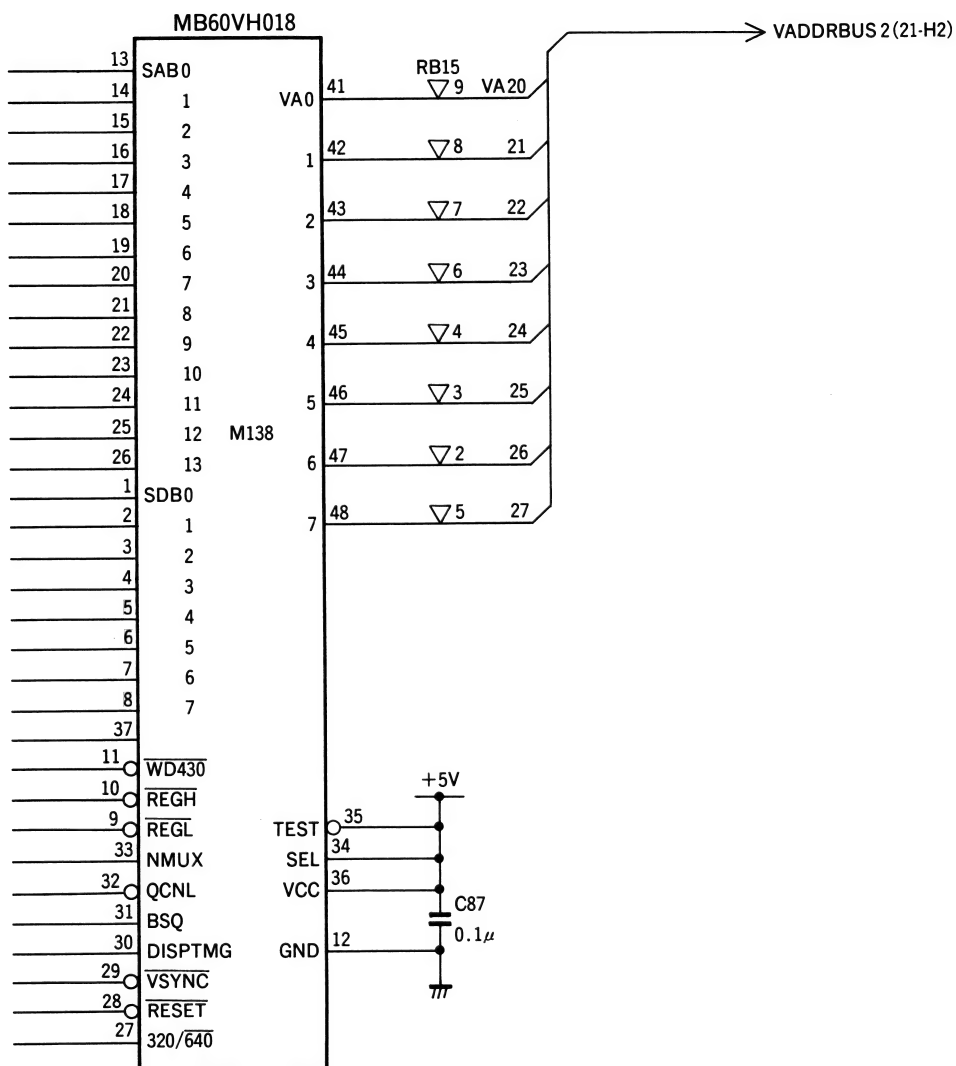 MB60VH018
VADDRBUS 2 (21-H2)
13 SAB0
14 1
15 2
16 3
17 4
18 5
19 6
20 7
21 8
22 9
23 10
24 11
25 12
26 13
1 SDB0
2 1
3 2
4 3
5 4
6 5
7 6
8 7
37
11 WD430
10 REGH
9 REGL
33 NMUX
32 QCNL
31 BSQ
30 DISPTMG
29 VSYNC
28 RESET
27 320/640
M138
RB15
VA0 41 9 VA20
1 42 8 21
2 43 7 22
3 44 6 23
4 45 4 24
5 46 3 25
6 47 2 26
7 48 5 27
+5V
TEST 35
SEL 34
VCC 36
C87
0.1μ
GND 12